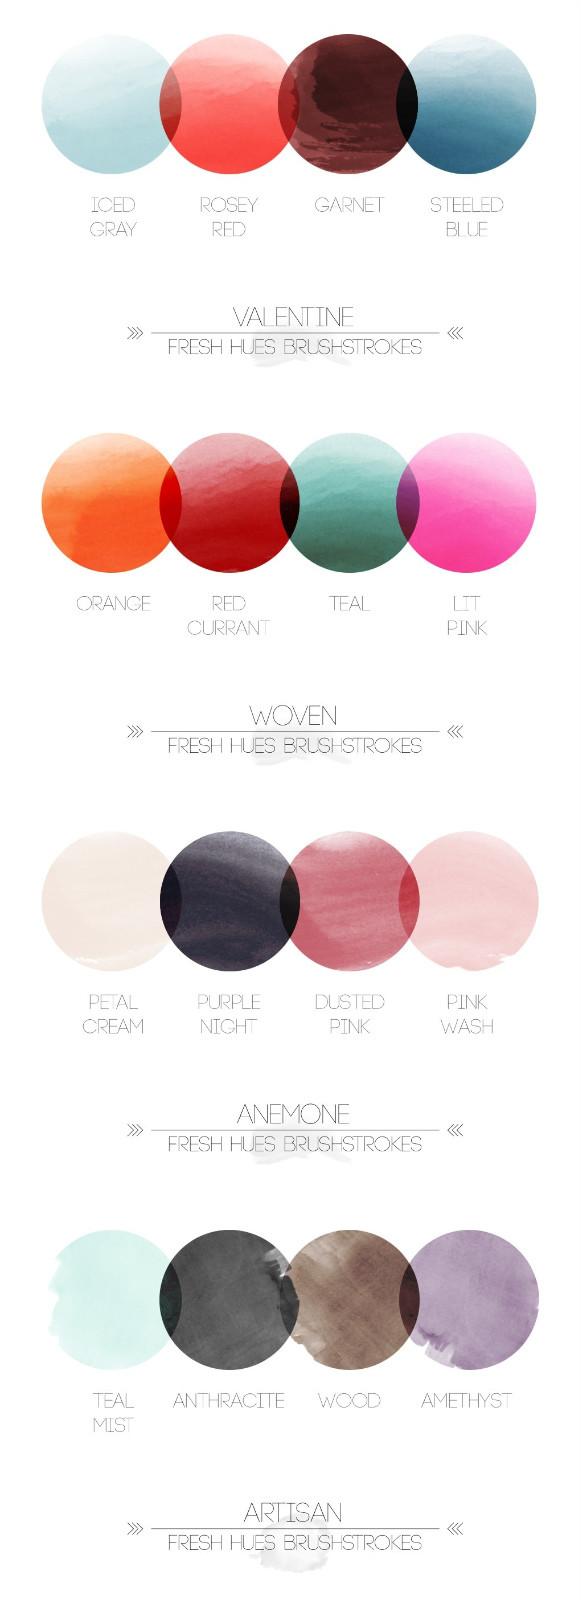 ICED ROSEY GARNET STEELED
GRAY RED BLUE
VALENTINE
FRESH HUES BRUSHSTROKES
ORANGE RED TEAL LIT
CURRANT PINK
WOVEN
FRESH HUES BRUSHSTROKES
PETAL PURPLE DUSTED PINK
CREAM NIGHT PINK WASH
ANEMONE
FRESH HUES BRUSHSTROKES
TEAL ANTHRACITE WOOD AMETHYST
MIST
ARTISAN
FRESH HUES BRUSHSTROKES